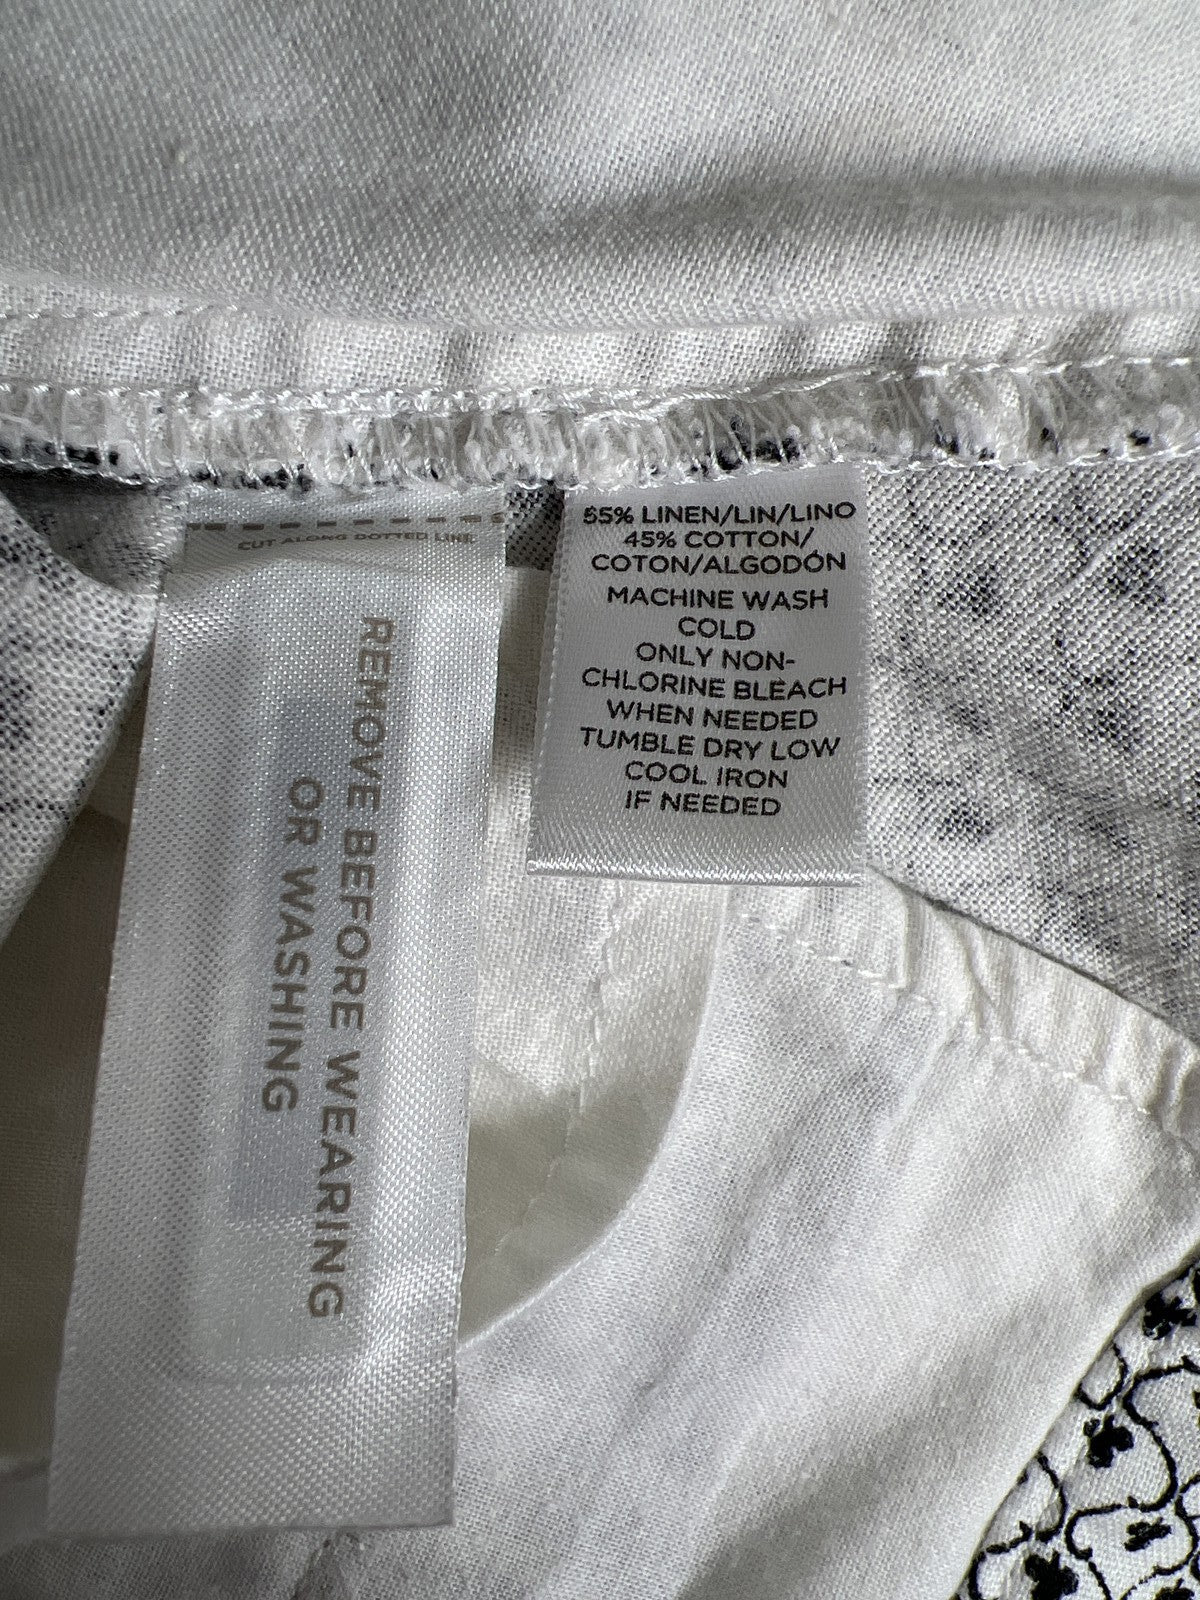 CUT ALONG DOTTED LINE
REMOVE BEFORE WEARING
OR WASHING
55% LINEN/LIN/LINO
45% COTTON/
COTON/ALGODÓN
MACHINE WASH
COLD
ONLY NON-
CHLORINE BLEACH
WHEN NEEDED
TUMBLE DRY LOW
COOL IRON
IF NEEDED